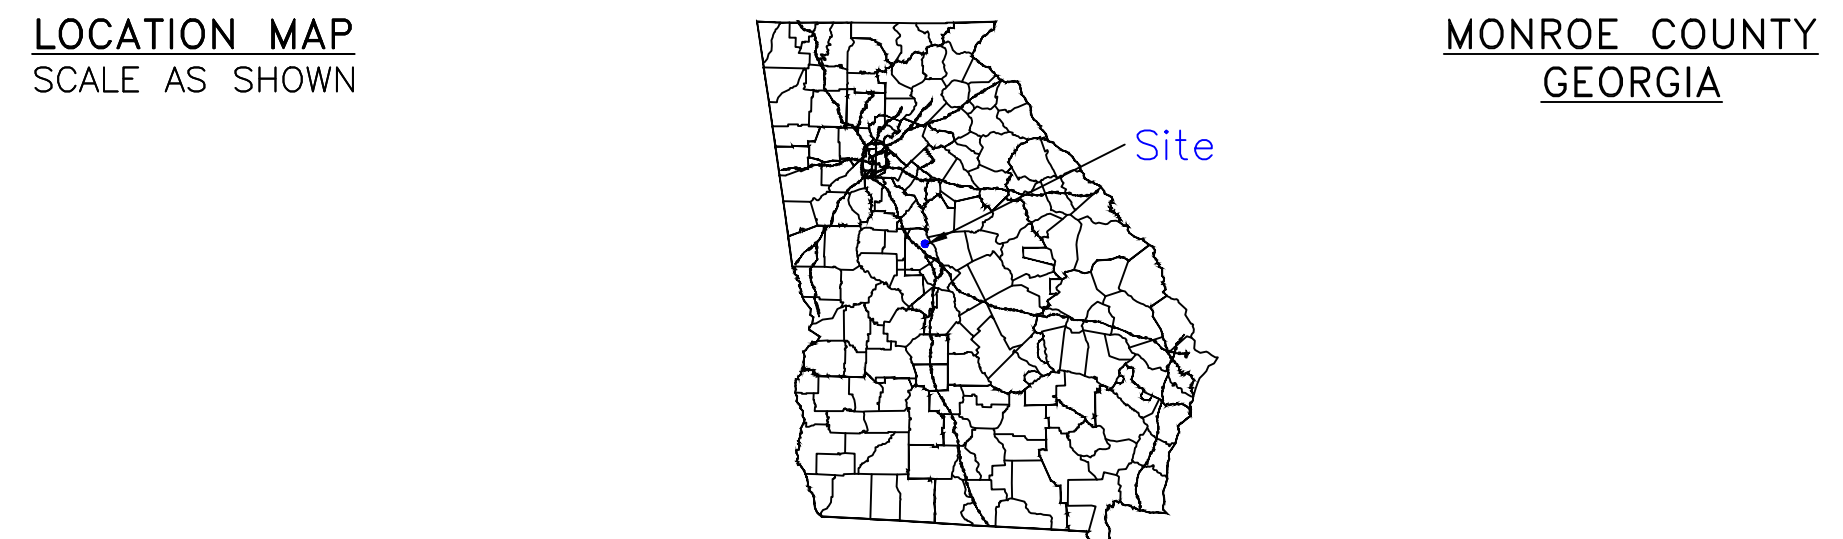 LOCATION MAP
SCALE AS SHOWN
MONROE COUNTY
GEORGIA
Site